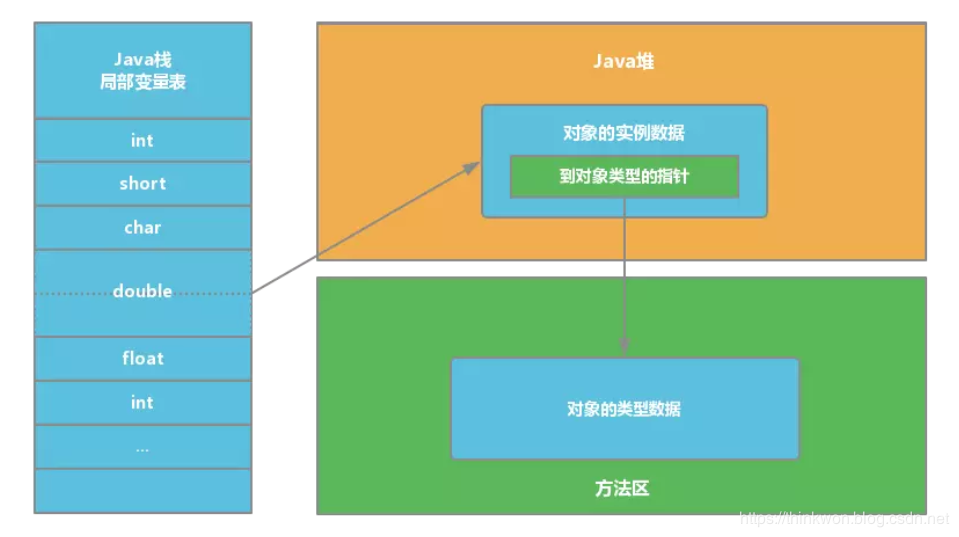 Java栈
局部变量表
int
short
char
double
float
int
...
Java堆
对象的实例数据
到对象类型的指针
对象的类型数据
方法区
https://thinkwon.blog.csdn.net